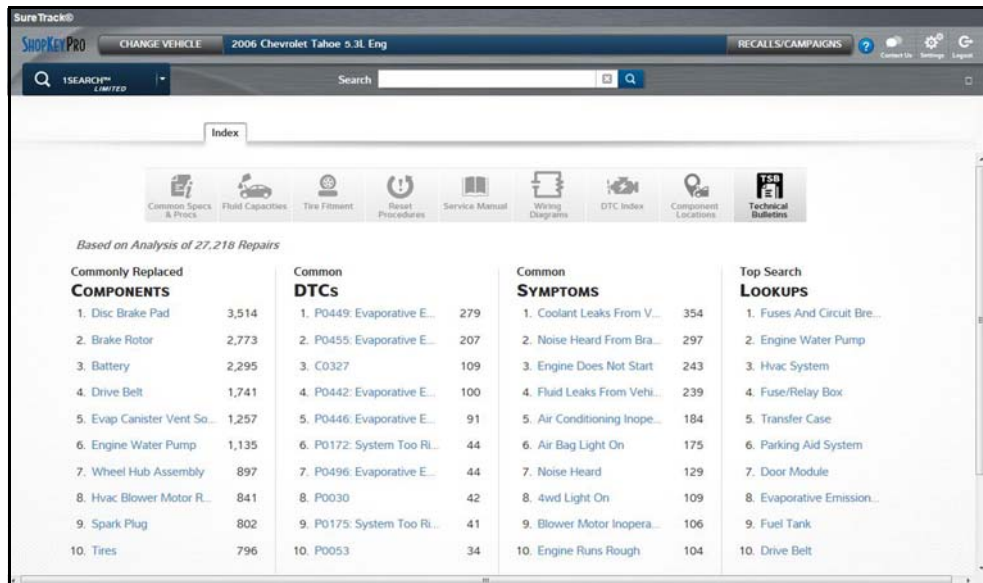 SureTrack®
SHOPKEYPRO CHANGE VEHICLE 2006 Chevrolet Tahoe 5.3L Eng RECALLS/CAMPAIGNS ? Contact Us Settings Logout
1SEARCH™ LIMITED Search
Index
Common Specs & Procs
Fluid Capacities
Tire Fitment
Reset Procedures
Service Manual
Wiring Diagrams
DTC Index
Component Locations
TSB Technical Bulletins
Based on Analysis of 27,218 Repairs
Commonly Replaced
COMPONENTS
1. Disc Brake Pad 3,514
2. Brake Rotor 2,773
3. Battery 2,295
4. Drive Belt 1,741
5. Evap Canister Vent So... 1,257
6. Engine Water Pump 1,135
7. Wheel Hub Assembly 897
8. Hvac Blower Motor R... 841
9. Spark Plug 802
10. Tires 796
Common
DTCS
1. P0449: Evaporative E... 279
2. P0455: Evaporative E... 207
3. C0327 109
4. P0442: Evaporative E... 100
5. P0446: Evaporative E... 91
6. P0172: System Too Ri... 44
7. P0496: Evaporative E... 44
8. P0030 42
9. P0175: System Too Ri... 41
10. P0053 34
Common
SYMPTOMS
1. Coolant Leaks From V... 354
2. Noise Heard From Bra... 297
3. Engine Does Not Start 243
4. Fluid Leaks From Vehi... 239
5. Air Conditioning Inope... 184
6. Air Bag Light On 175
7. Noise Heard 129
8. 4wd Light On 109
9. Blower Motor Inopera... 106
10. Engine Runs Rough 104
Top Search
LOOKUPS
1. Fuses And Circuit Bre...
2. Engine Water Pump
3. Hvac System
4. Fuse/Relay Box
5. Transfer Case
6. Parking Aid System
7. Door Module
8. Evaporative Emission...
9. Fuel Tank
10. Drive Belt